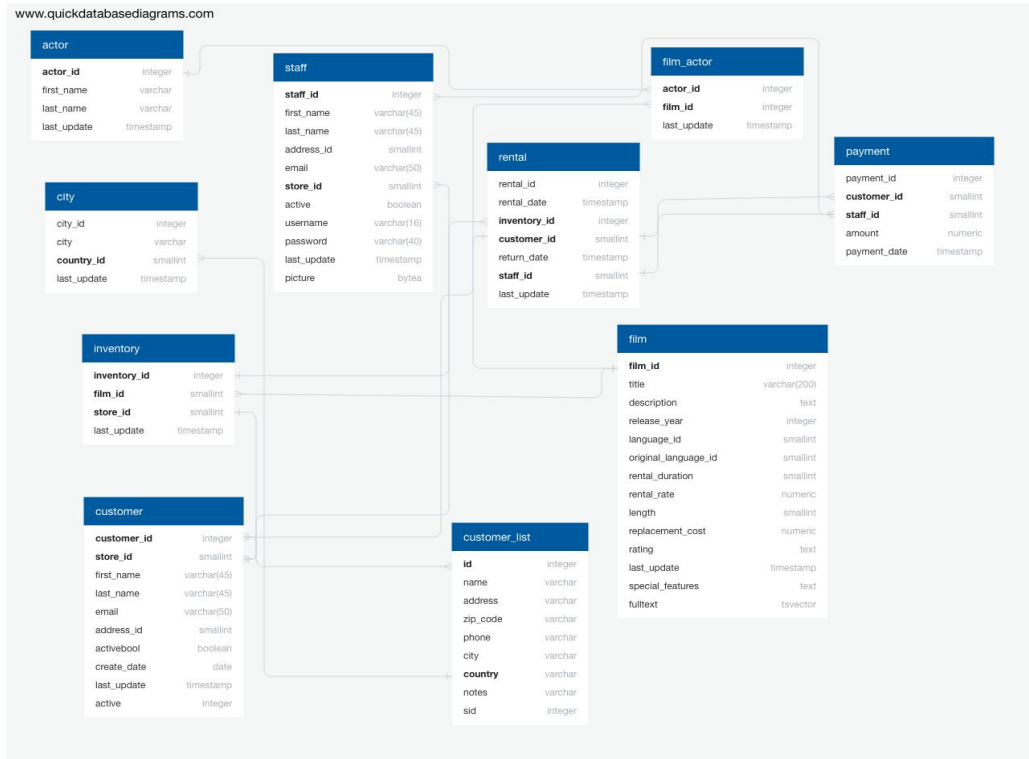 www.quickdatabasediagrams.com
actor
actor_id integer
first_name varchar
last_name varchar
last_update timestamp
staff
staff_id integer
first_name varchar(45)
last_name varchar(45)
address_id smallint
email varchar(50)
store_id smallint
active boolean
username varchar(16)
password varchar(40)
last_update timestamp
picture bytea
film_actor
actor_id integer
film_id integer
last_update timestamp
rental
rental_id integer
rental_date timestamp
inventory_id integer
customer_id smallint
return_date timestamp
staff_id smallint
last_update timestamp
payment
payment_id integer
customer_id smallint
staff_id smallint
amount numeric
payment_date timestamp
city
city_id integer
city varchar
country_id smallint
last_update timestamp
inventory
inventory_id integer
film_id smallint
store_id smallint
last_update timestamp
film
film_id integer
title varchar(200)
description text
release_year integer
language_id smallint
original_language_id smallint
rental_duration smallint
rental_rate numeric
length smallint
replacement_cost numeric
rating text
last_update timestamp
special_features text
fulltext tsvector
customer
customer_id integer
store_id smallint
first_name varchar(45)
last_name varchar(45)
email varchar(50)
address_id smallint
activebool boolean
create_date date
last_update timestamp
active integer
customer_list
id integer
name varchar
address varchar
zip_code varchar
phone varchar
city varchar
country varchar
notes varchar
sid integer